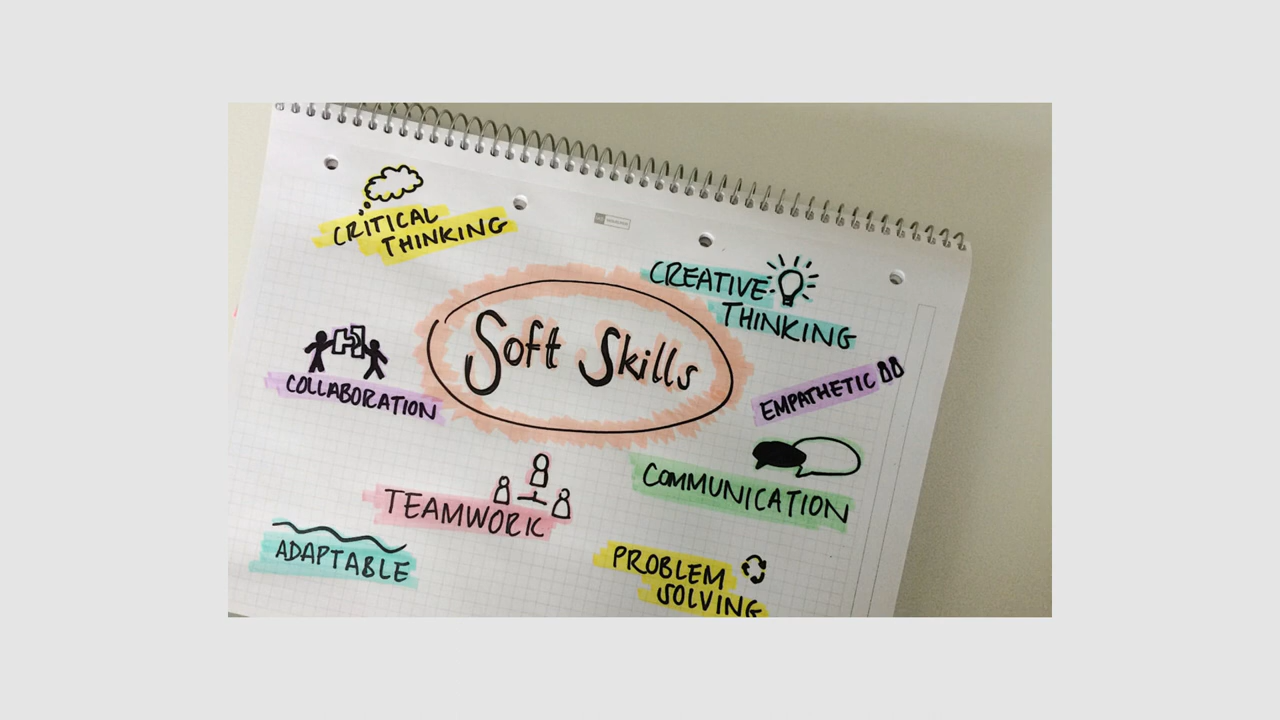 CRITICAL
THINKING
CREATIVE
THINKING
Soft Skills
COLLABORATION
EMPATHETIC
COMMUNICATION
TEAMWORK
ADAPTABLE
PROBLEM
SOLVING